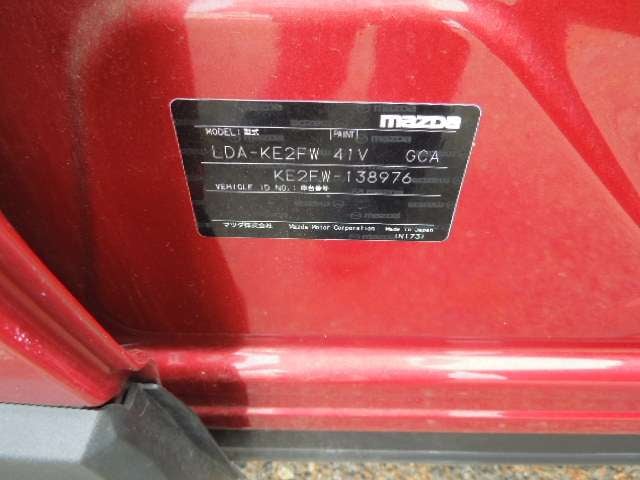 mazda
MODEL:型式 PAINT
LDA-KE2FW 41V GCA
KE2FW-138976
VEHICLE ID NO.:車台番号
マツダ株式会社 Mazda Motor Corporation Made in Japan
(N173)